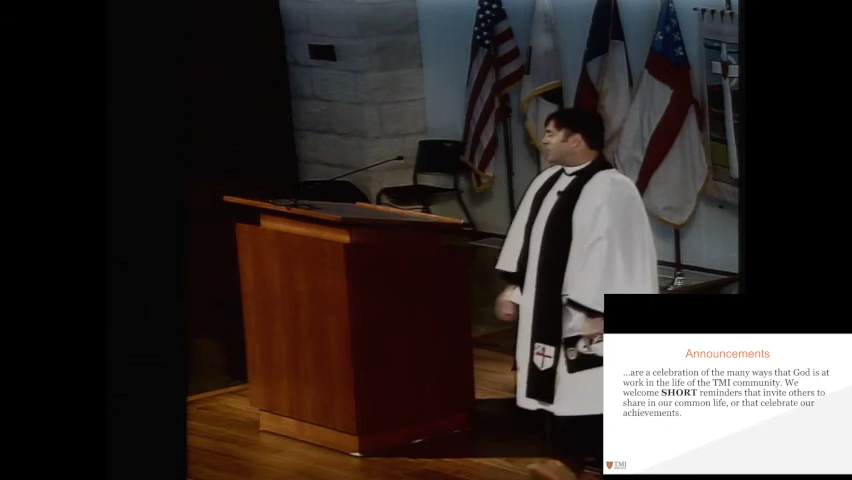 Announcements
...are a celebration of the many ways that God is at
work in the life of the TMI community. We
welcome SHORT reminders that invite others to
share in our common life, or that celebrate our
achievements.
TMI